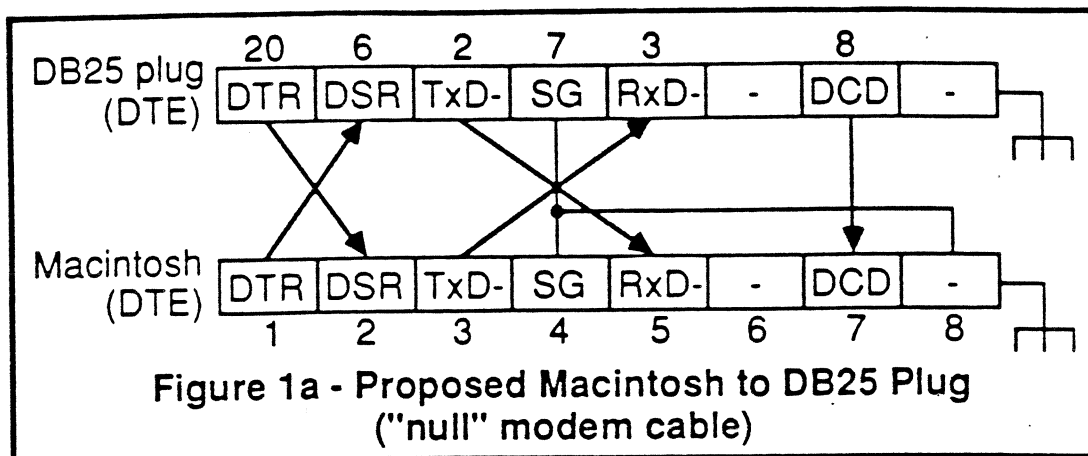 20 6 2 7 3 8
DB25 plug DTR DSR TxD- SG RxD- - DCD -
(DTE)
Macintosh DTR DSR TxD- SG RxD- - DCD -
(DTE)
1 2 3 4 5 6 7 8
Figure 1a - Proposed Macintosh to DB25 Plug
("null" modem cable)